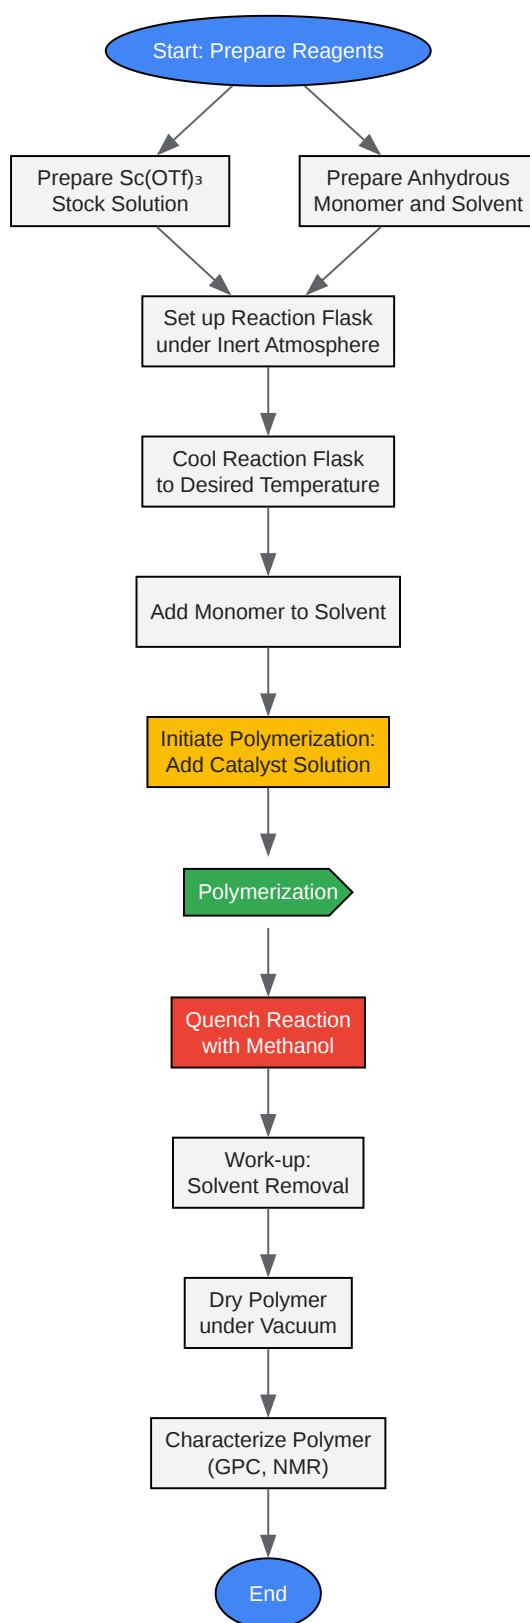 Start: Prepare Reagents
Prepare Sc(OTf)₃
Stock Solution
Prepare Anhydrous
Monomer and Solvent
Set up Reaction Flask
under Inert Atmosphere
Cool Reaction Flask
to Desired Temperature
Add Monomer to Solvent
Initiate Polymerization:
Add Catalyst Solution
Polymerization
Quench Reaction
with Methanol
Work-up:
Solvent Removal
Dry Polymer
under Vacuum
Characterize Polymer
(GPC, NMR)
End